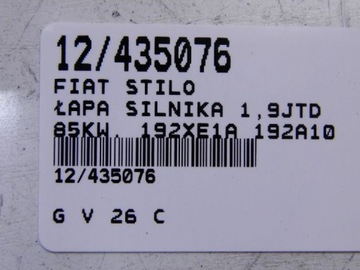 12/435076
FIAT STILO
ŁAPA SILNIKA 1,9JTD
85KW. 192XE1A 192A10
12/435076
G V 26 C